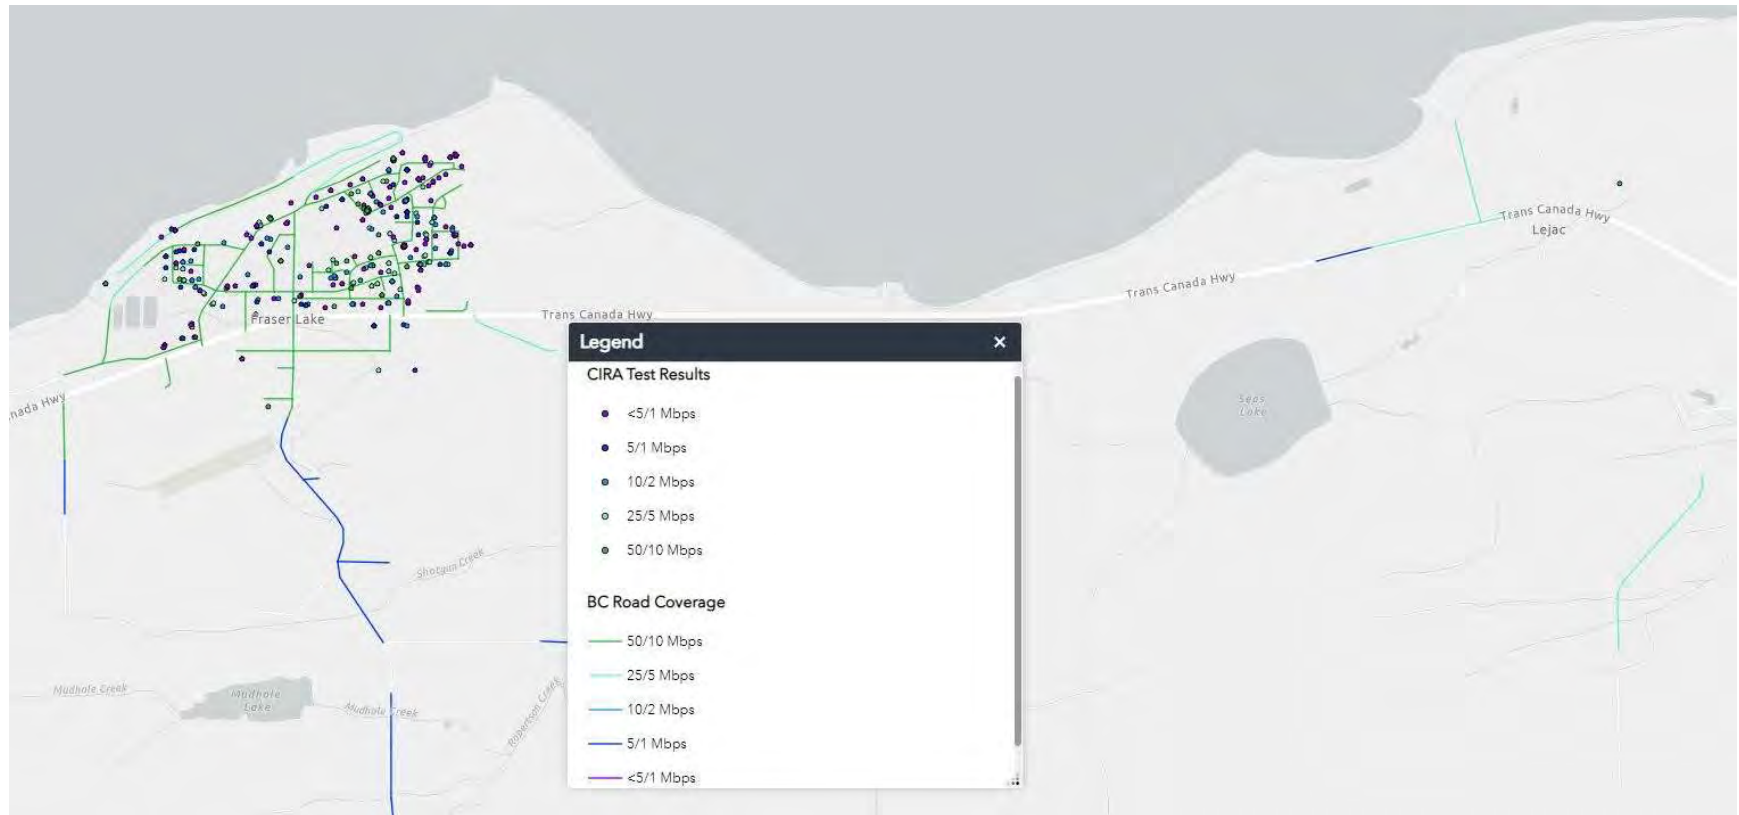 Trans Canada Hwy
Lejac
Trans Canada Hwy
Trans Canada Hwy
Fraser Lake
nada Hwy
Legend
×
CIRA Test Results
<5/1 Mbps
5/1 Mbps
10/2 Mbps
25/5 Mbps
50/10 Mbps
BC Road Coverage
50/10 Mbps
25/5 Mbps
10/2 Mbps
5/1 Mbps
<5/1 Mbps
Seas
Lake
Shotgun Creek
Mudhole Creek
Mudhole
Lake
Mudhole Creek
Robertson Creek